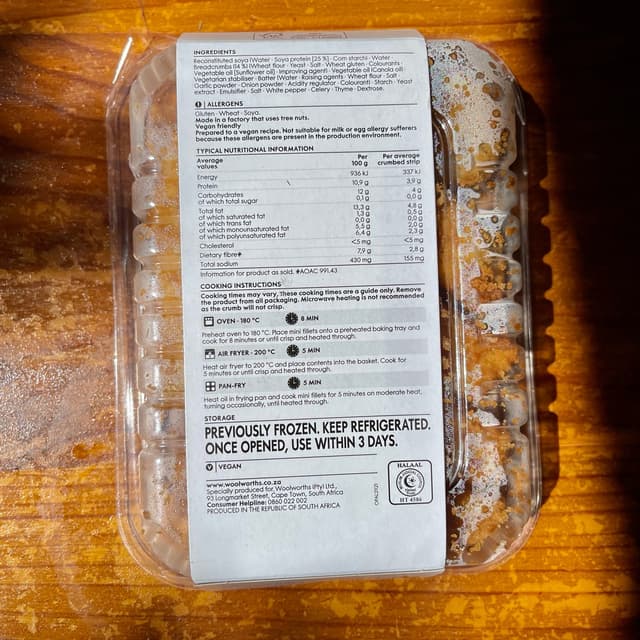 INGREDIENTS
Reconstituted soya (Water · Soya protein [25 %] · Corn starch) · Water ·
Breadcrumbs (14 %) (Wheat flour · Yeast · Salt · Wheat gluten · Colourants ·
Vegetable oil [Sunflower oil] · Improving agent) · Vegetable oil (Canola oil) ·
Vegetarian stabiliser · Batter (Water · Raising agents · Wheat flour · Salt ·
Garlic powder · Onion powder · Acidity regulator · Colourant) · Starch · Yeast
extract · Emulsifier · Salt · White pepper · Celery · Thyme · Dextrose.
ALLERGENS
Gluten · Wheat · Soya.
Made in a factory that uses tree nuts.
Vegan friendly
Prepared to a vegan recipe. Not suitable for milk or egg allergy sufferers
because these allergens are present in the production environment.
TYPICAL NUTRITIONAL INFORMATION
Average values Per 100 g Per average crumbed strip
Energy 936 kJ 337 kJ
Protein 10,9 g 3,9 g
Carbohydrates 12 g 4 g
of which total sugar 0,1 g 0,0 g
Total fat 13,3 g 4,8 g
of which saturated fat 1,3 g 0,5 g
of which trans fat 0,0 g 0,0 g
of which monounsaturated fat 5,5 g 2,0 g
of which polyunsaturated fat 6,4 g 2,3 g
Cholesterol <5 mg <5 mg
Dietary fibre# 7,9 g 2,8 g
Total sodium 430 mg 155 mg
Information for product as sold. #AOAC 991.43
COOKING INSTRUCTIONS
Cooking times may vary, these cooking times are a guide only. Remove
the product from all packaging. Microwave heating is not recommended
as the crumb will not crisp.
OVEN · 180 °C 8 MIN
Preheat oven to 180 °C. Place mini fillets onto a preheated baking tray and
cook for 8 minutes or until crisp and heated through.
AIR FRYER · 200 °C 5 MIN
Heat air fryer to 200 °C and place contents into the basket. Cook for
5 minutes or until crisp and heated through.
PAN-FRY 5 MIN
Heat oil in frying pan and cook mini fillets for 5 minutes on moderate heat,
turning occasionally, until heated through.
STORAGE
PREVIOUSLY FROZEN. KEEP REFRIGERATED.
ONCE OPENED, USE WITHIN 3 DAYS.
V VEGAN
www.woolworths.co.za
Specially produced for Woolworths (Pty) Ltd.,
93 Longmarket Street, Cape Town, South Africa
Consumer Helpline: 0860 022 002
PRODUCED IN THE REPUBLIC OF SOUTH AFRICA
HALAAL
HT 4586